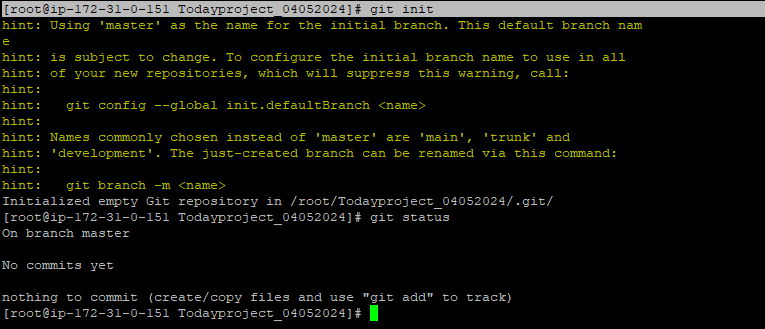 [root@ip-172-31-0-151 Todayproject_04052024]# git init
hint: Using 'master' as the name for the initial branch. This default branch nam
e
hint: is subject to change. To configure the initial branch name to use in all
hint: of your new repositories, which will suppress this warning, call:
hint:
hint:   git config --global init.defaultBranch <name>
hint:
hint: Names commonly chosen instead of 'master' are 'main', 'trunk' and
hint: 'development'. The just-created branch can be renamed via this command:
hint:
hint:   git branch -m <name>
Initialized empty Git repository in /root/Todayproject_04052024/.git/
[root@ip-172-31-0-151 Todayproject_04052024]# git status
On branch master
No commits yet
nothing to commit (create/copy files and use "git add" to track)
[root@ip-172-31-0-151 Todayproject_04052024]#